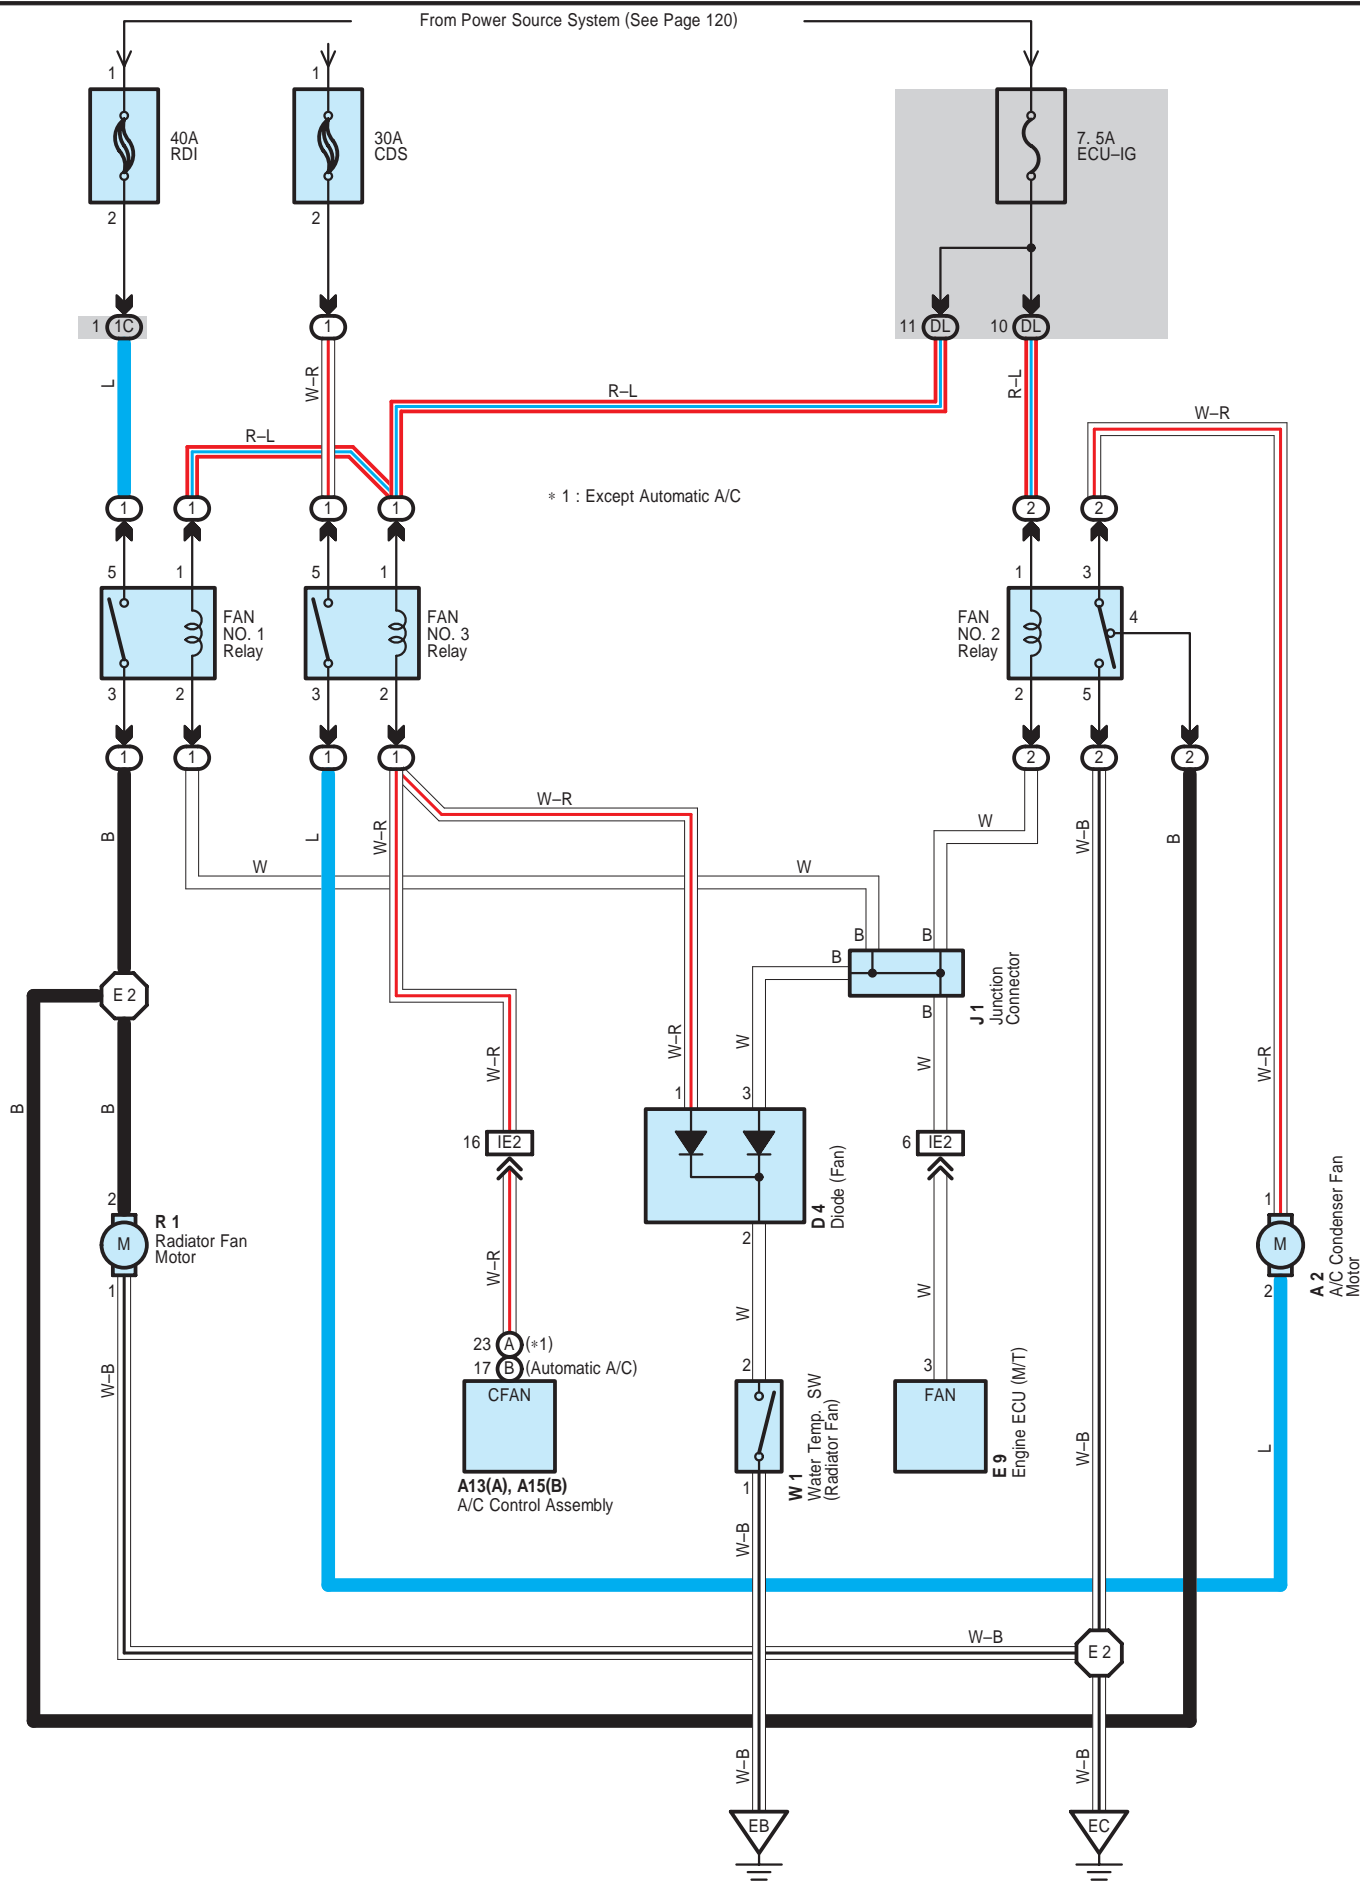 From Power Source System (See Page 120)
1
1
40A
RDI
30A
CDS
7. 5A
ECU–IG
2
2
1 1C
1
11 DL
10 DL
L
W–R
R–L
R–L
W–R
R–L
∗ 1 : Except Automatic A/C
1
1
1
1
2
2
5
1
5
1
1
3
FAN
NO. 1
Relay
FAN
NO. 3
Relay
FAN
NO. 2
Relay
4
3
2
3
2
2
5
1
1
1
1
2
2
2
B
L
W–R
W–R
W
W–B
B
W
W
B
B
B
B
J 1
Junction
Connector
E 2
B
B
W–R
W–R
W
W
W–R
1
3
16 IE2
6 IE2
D 4
Diode (Fan)
2
2
M
R 1
Radiator Fan
Motor
1
1
M
2
A 2
A/C Condenser Fan
Motor
W–R
W
W
W–B
23 A (∗1)
17 B (Automatic A/C)
CFAN
A13(A), A15(B)
A/C Control Assembly
2
1
W 1
Water Temp. SW
(Radiator Fan)
3
FAN
E 9
Engine ECU (M/T)
W–B
L
W–B
W–B
E 2
W–B
W–B
EB
EC